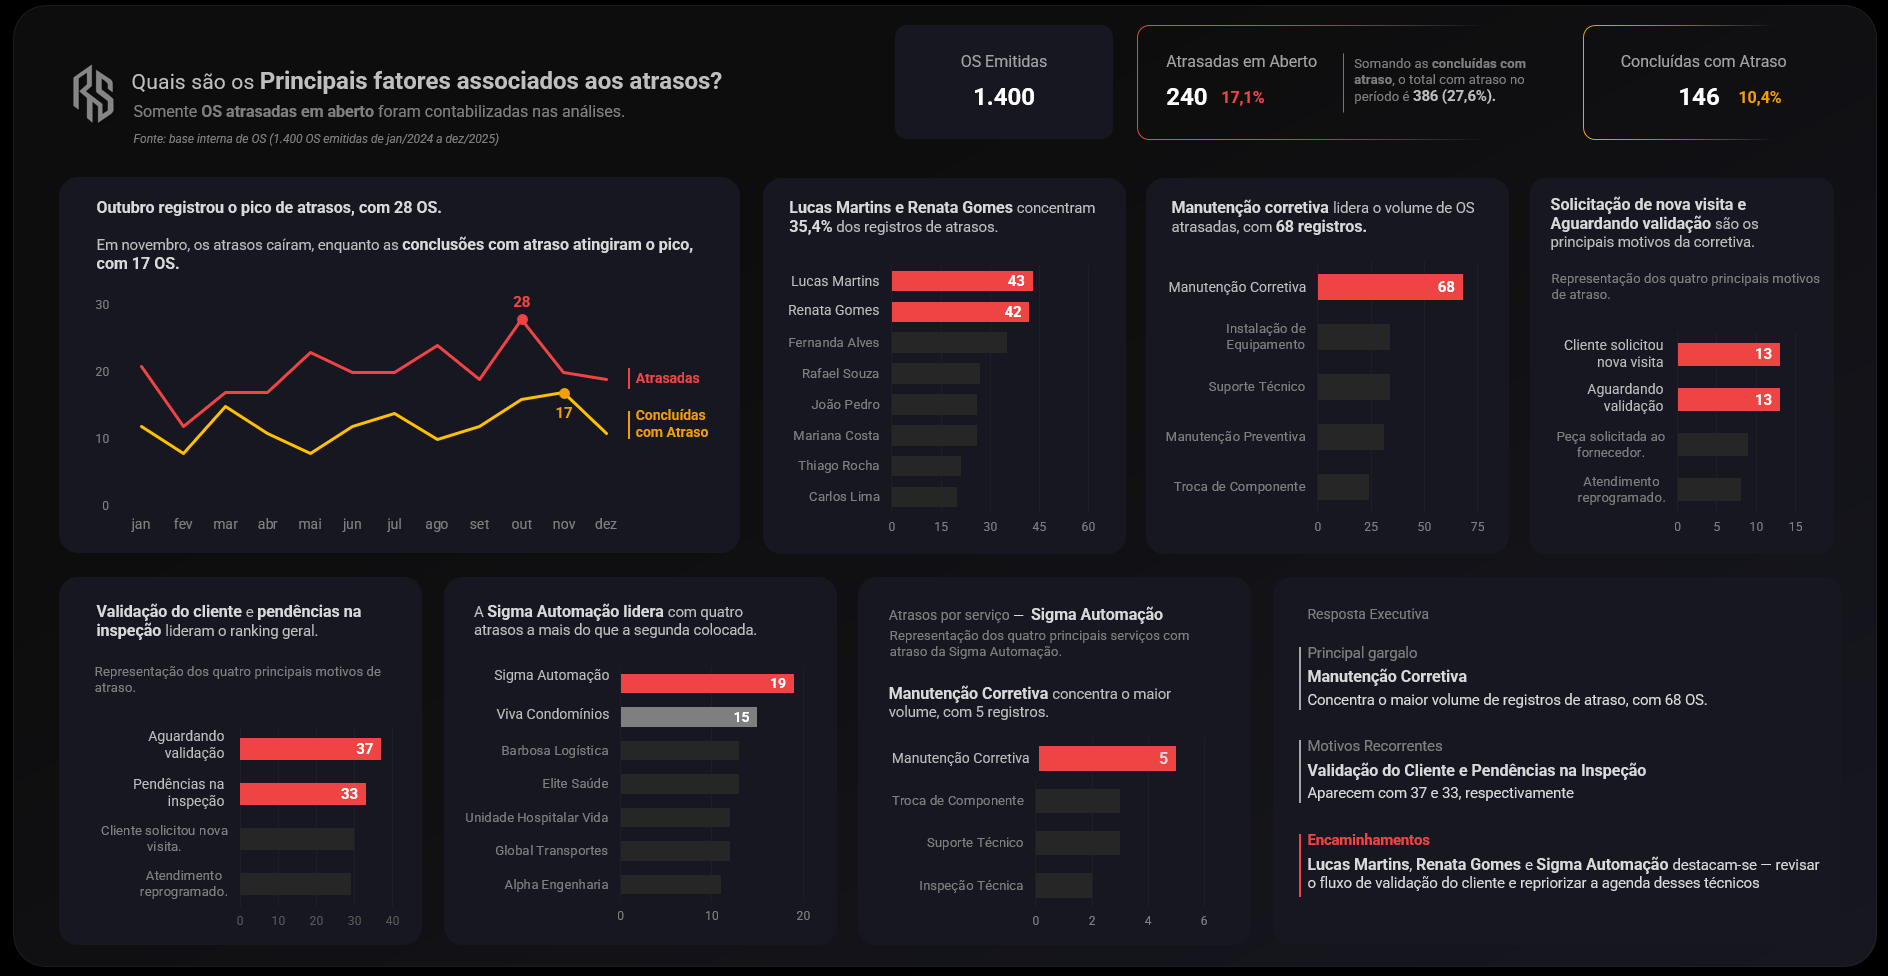 Quais são os Principais fatores associados aos atrasos?
Somente OS atrasadas em aberto foram contabilizadas nas análises.
Fonte: base interna de OS (1.400 OS emitidas de jan/2024 a dez/2025)
OS Emitidas
1.400
Atrasadas em Aberto
240 17,1%
Somando as concluídas com
atraso, o total com atraso no
período é 386 (27,6%).
Concluídas com Atraso
146 10,4%
Outubro registrou o pico de atrasos, com 28 OS.
Em novembro, os atrasos caíram, enquanto as conclusões com atraso atingiram o pico,
com 17 OS.
30
20
10
0
28
17
Atrasadas
Concluídas
com Atraso
jan fev mar abr mai jun jul ago set out nov dez
Lucas Martins e Renata Gomes concentram
35,4% dos registros de atrasos.
Lucas Martins 43
Renata Gomes 42
Fernanda Alves
Rafael Souza
João Pedro
Mariana Costa
Thiago Rocha
Carlos Lima
0 15 30 45 60
Manutenção corretiva lidera o volume de OS
atrasadas, com 68 registros.
Manutenção Corretiva 68
Instalação de
Equipamento
Suporte Técnico
Manutenção Preventiva
Troca de Componente
0 25 50 75
Solicitação de nova visita e
Aguardando validação são os
principais motivos da corretiva.
Representação dos quatro principais motivos
de atraso.
Cliente solicitou
nova visita
13
Aguardando
validação
13
Peça solicitada ao
fornecedor.
Atendimento
reprogramado.
0 5 10 15
Validação do cliente e pendências na
inspeção lideram o ranking geral.
Representação dos quatro principais motivos de
atraso.
Aguardando
validação
37
Pendências na
inspeção
33
Cliente solicitou nova
visita.
Atendimento
reprogramado.
0 10 20 30 40
A Sigma Automação lidera com quatro
atrasos a mais do que a segunda colocada.
Sigma Automação 19
Viva Condomínios 15
Barbosa Logística
Elite Saúde
Unidade Hospitalar Vida
Global Transportes
Alpha Engenharia
0 10 20
Atrasos por serviço — Sigma Automação
Representação dos quatro principais serviços com
atraso da Sigma Automação.
Manutenção Corretiva concentra o maior
volume, com 5 registros.
Manutenção Corretiva 5
Troca de Componente
Suporte Técnico
Inspeção Técnica
0 2 4 6
Resposta Executiva
Principal gargalo
Manutenção Corretiva
Concentra o maior volume de registros de atraso, com 68 OS.
Motivos Recorrentes
Validação do Cliente e Pendências na Inspeção
Aparecem com 37 e 33, respectivamente
Encaminhamentos
Lucas Martins, Renata Gomes e Sigma Automação destacam-se — revisar
o fluxo de validação do cliente e repriorizar a agenda desses técnicos